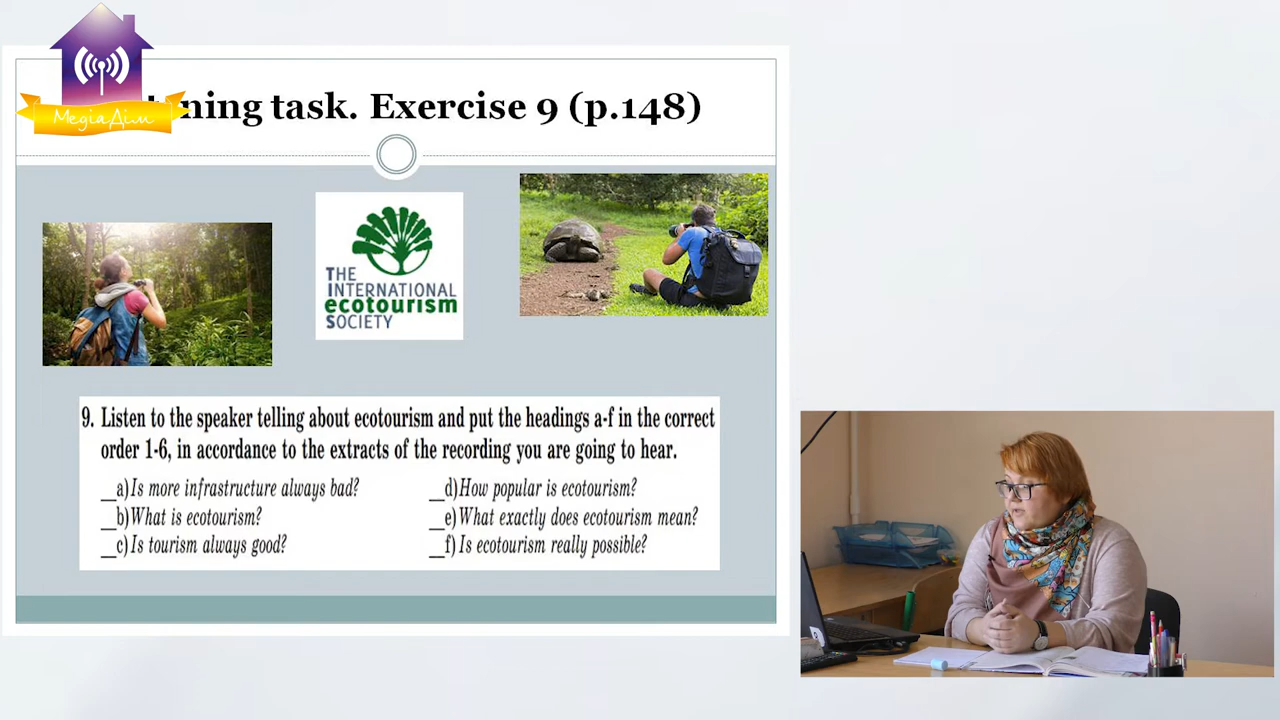 МедіаДім
ning task. Exercise 9 (p.148)
THE
INTERNATIONAL
ecotourism
SOCIETY
9. Listen to the speaker telling about ecotourism and put the headings a-f in the correct
order 1-6, in accordance to the extracts of the recording you are going to hear.
__a) Is more infrastructure always bad?
__b) What is ecotourism?
__c) Is tourism always good?
__d) How popular is ecotourism?
__e) What exactly does ecotourism mean?
__f) Is ecotourism really possible?